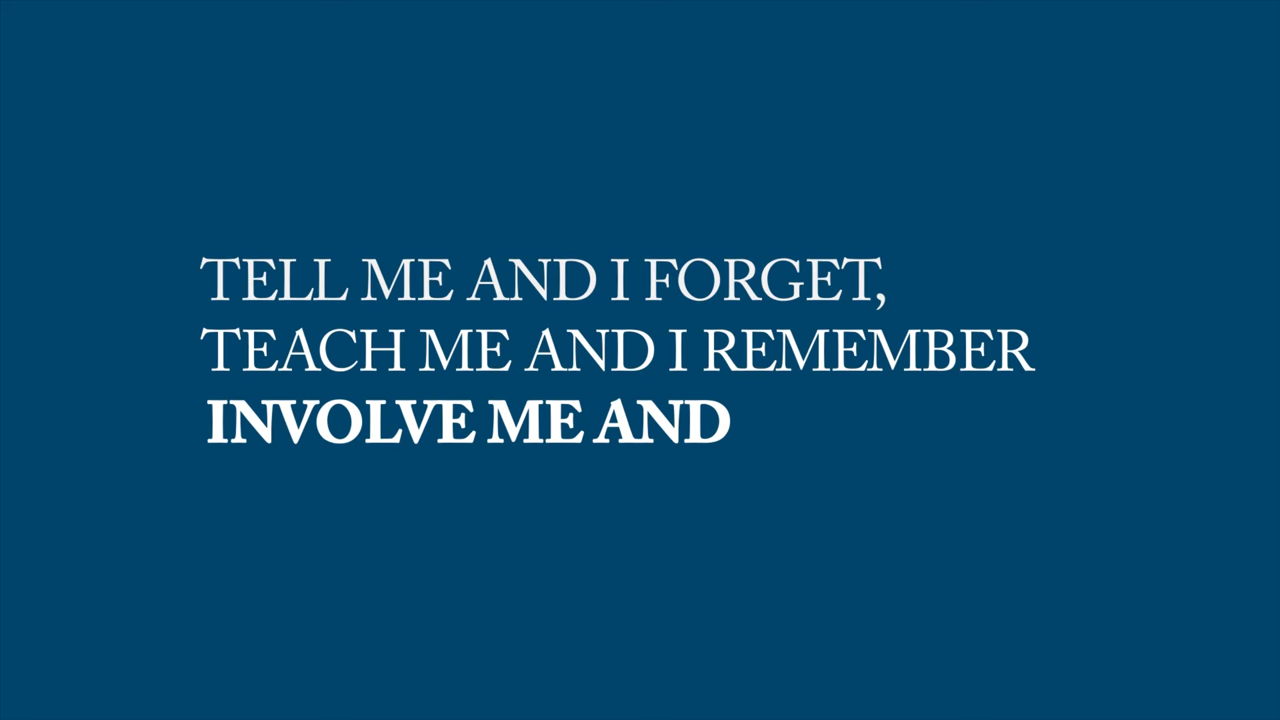 TELL ME AND I FORGET,
TEACH ME AND I REMEMBER
INVOLVE ME AND